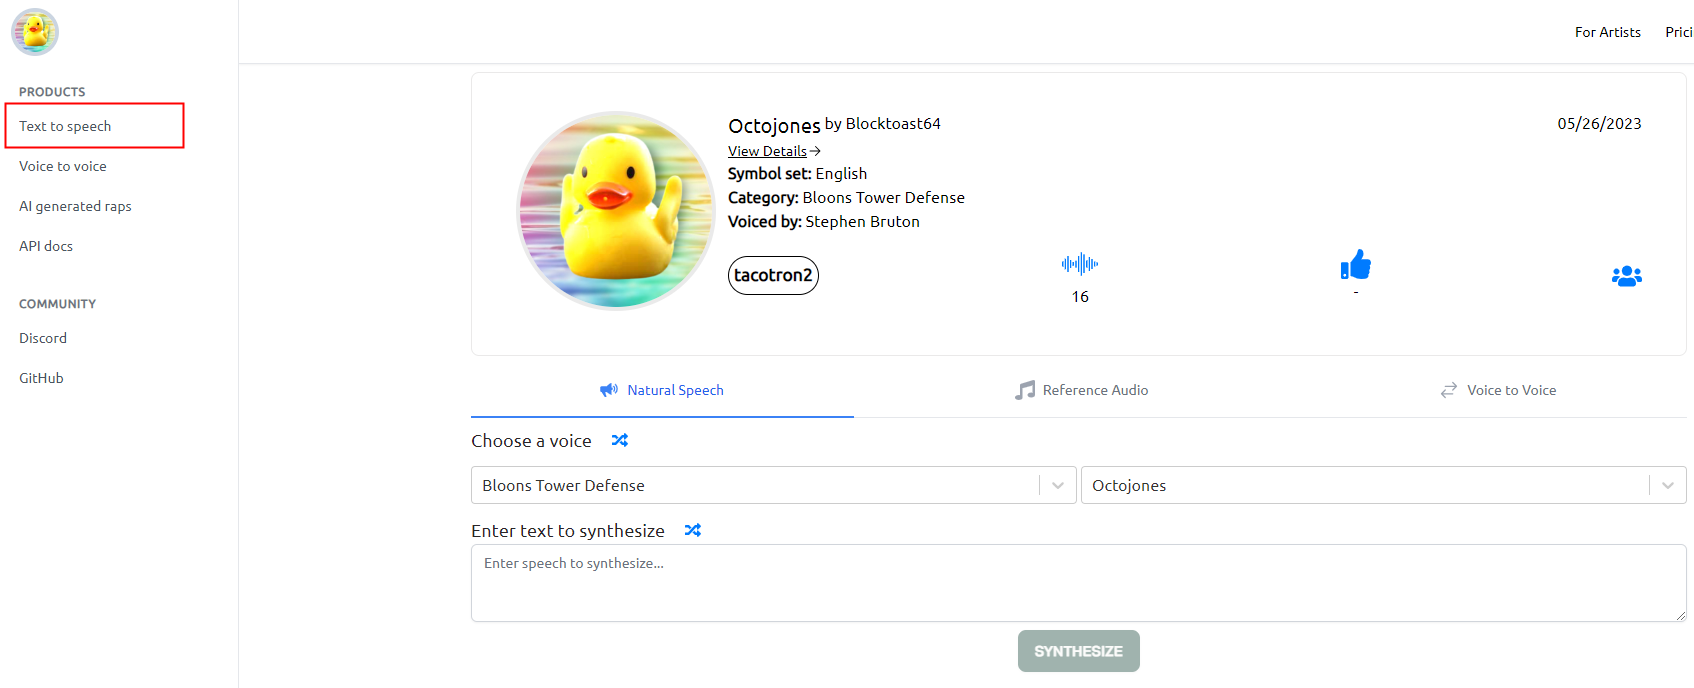 For Artists
Prici
PRODUCTS
Text to speech
Voice to voice
AI generated raps
API docs
COMMUNITY
Discord
GitHub
Octojones by Blocktoast64
05/26/2023
View Details→
Symbol set: English
Category: Bloons Tower Defense
Voiced by: Stephen Bruton
tacotron2
16
-
Natural Speech
Reference Audio
Voice to Voice
Choose a voice
Bloons Tower Defense
Octojones
Enter text to synthesize
Enter speech to synthesize...
SYNTHESIZE